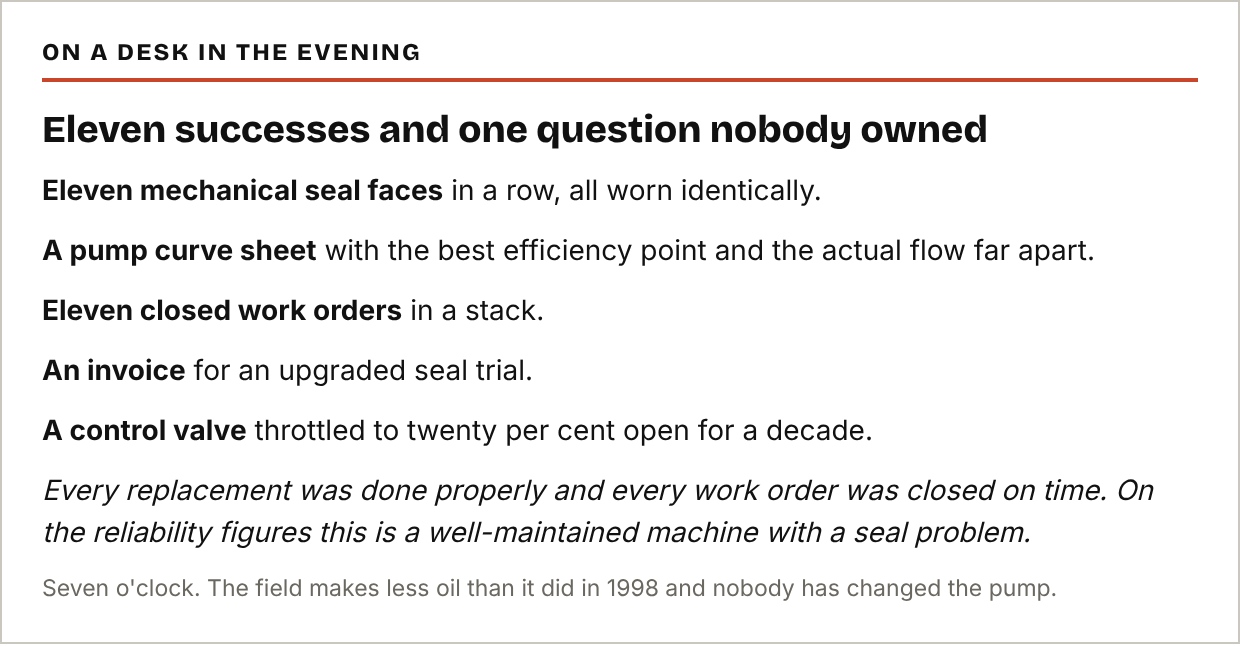 ON A DESK IN THE EVENING
Eleven successes and one question nobody owned
Eleven mechanical seal faces in a row, all worn identically.
A pump curve sheet with the best efficiency point and the actual flow far apart.
Eleven closed work orders in a stack.
An invoice for an upgraded seal trial.
A control valve throttled to twenty per cent open for a decade.
Every replacement was done properly and every work order was closed on time. On
the reliability figures this is a well-maintained machine with a seal problem.
Seven o'clock. The field makes less oil than it did in 1998 and nobody has changed the pump.